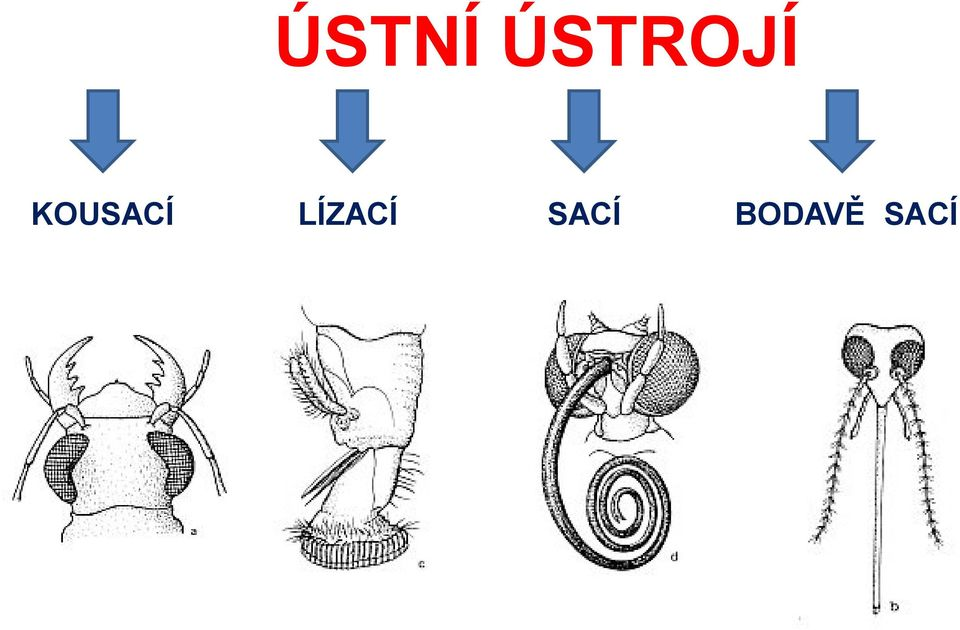 ÚSTNÍ ÚSTROJÍ
KOUSACÍ LÍZACÍ SACÍ BODAVĚ SACÍ
a c d b